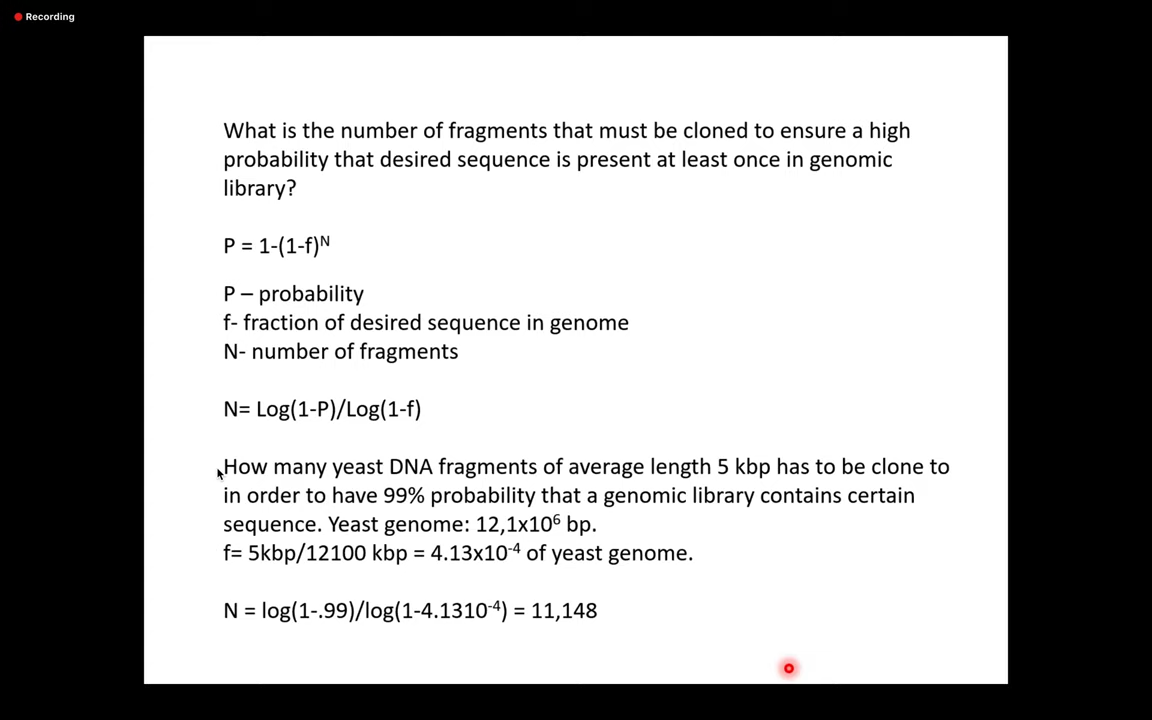 Recording
What is the number of fragments that must be cloned to ensure a high
probability that desired sequence is present at least once in genomic
library?
P = 1-(1-f)ᴺ
P – probability
f- fraction of desired sequence in genome
N- number of fragments
N= Log(1-P)/Log(1-f)
How many yeast DNA fragments of average length 5 kbp has to be clone to
in order to have 99% probability that a genomic library contains certain
sequence. Yeast genome: 12,1x10⁶ bp.
f= 5kbp/12100 kbp = 4.13x10⁻⁴ of yeast genome.
N = log(1-.99)/log(1-4.1310⁻⁴) = 11,148